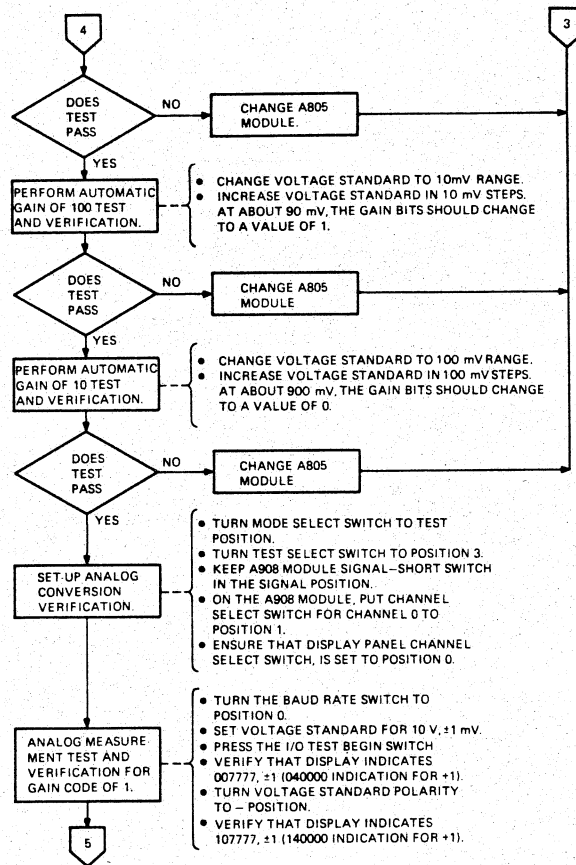 4
3
DOES
TEST
PASS
NO
CHANGE A805
MODULE.
YES
PERFORM AUTOMATIC
GAIN OF 100 TEST
AND VERIFICATION.
• CHANGE VOLTAGE STANDARD TO 10mV RANGE.
• INCREASE VOLTAGE STANDARD IN 10 mV STEPS.
AT ABOUT 90 mV, THE GAIN BITS SHOULD CHANGE
TO A VALUE OF 1.
DOES
TEST
PASS
NO
CHANGE A805
MODULE
YES
PERFORM AUTOMATIC
GAIN OF 10 TEST
AND VERIFICATION.
• CHANGE VOLTAGE STANDARD TO 100 mV RANGE.
• INCREASE VOLTAGE STANDARD IN 100 mV STEPS.
AT ABOUT 900 mV, THE GAIN BITS SHOULD CHANGE
TO A VALUE OF 0.
DOES
TEST
PASS
NO
CHANGE A805
MODULE
YES
SET-UP ANALOG
CONVERSION
VERIFICATION.
• TURN MODE SELECT SWITCH TO TEST
POSITION.
• TURN TEST SELECT SWITCH TO POSITION 3.
• KEEP A908 MODULE SIGNAL–SHORT SWITCH
IN THE SIGNAL POSITION.
• ON THE A908 MODULE, PUT CHANNEL
SELECT SWITCH FOR CHANNEL 0 TO
POSITION 1.
• ENSURE THAT DISPLAY PANEL CHANNEL
SELECT SWITCH, IS SET TO POSITION 0.
ANALOG MEASURE-
MENT TEST AND
VERIFICATION FOR
GAIN CODE OF 1.
• TURN THE BAUD RATE SWITCH TO
POSITION 0.
• SET VOLTAGE STANDARD FOR 10 V, ±1 mV.
• PRESS THE I/O TEST BEGIN SWITCH
• VERIFY THAT DISPLAY INDICATES
007777, ±1 (040000 INDICATION FOR +1).
• TURN VOLTAGE STANDARD POLARITY
TO – POSITION.
• VERIFY THAT DISPLAY INDICATES
107777, ±1 (140000 INDICATION FOR +1).
5